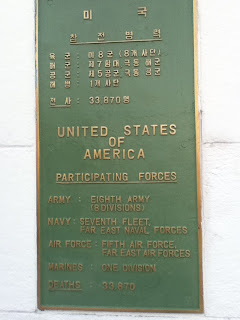 미 국
참 전 병 력
육 군 : 미 8 군 (8 개 사단)
해 군 : 제 7 함대 극동 해군
공 군 : 제 5 공군 극동 공군
해 병 : 1 개 사단
전 사 : 33.870 명
UNITED STATES
OF
AMERICA
PARTICIPATING FORCES
ARMY : EIGHTH ARMY
(8 DIVISIONS)
NAVY : SEVENTH FLEET,
FAR EAST NAVAL FORCES
AIR FORCE : FIFTH AIR FORCE,
FAR EAST AIR FORCES
MARINES : ONE DIVISION
DEATHS : 33,870